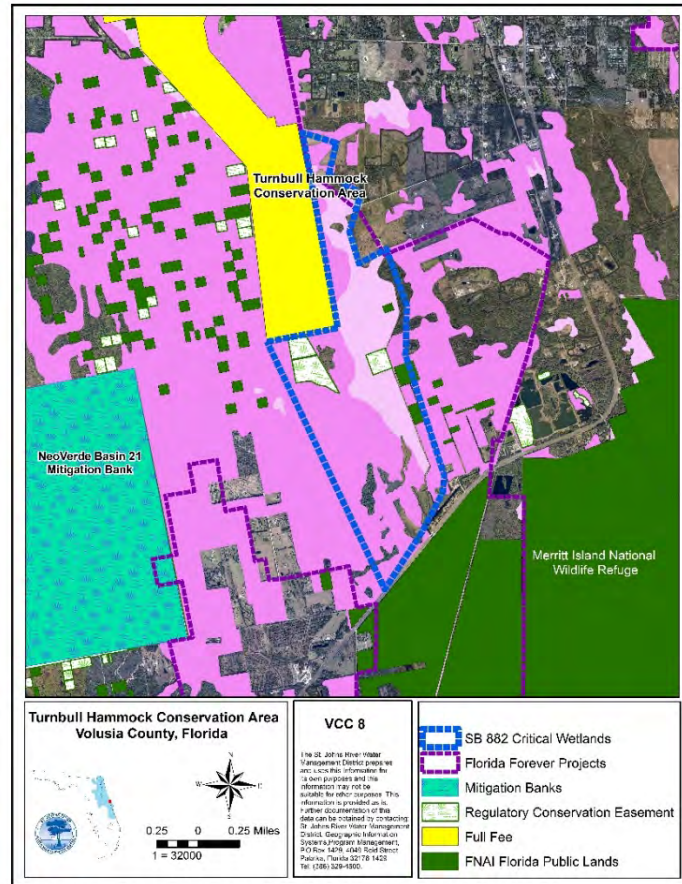 Turnbull Hammock
Conservation Area
NeoVerde Basin 21
Mitigation Bank
Merritt Island National
Wildlife Refuge
Turnbull Hammock Conservation Area
Volusia County, Florida
N
W
E
S
0.25 0 0.25 Miles
1 = 32000
VCC 8
The St. Johns River Water
Management District prepares
and uses this information for
its own purposes and this
information may not be
suitable for other purposes. This
information is provided as is.
Further documentation of this
data can be obtained by contacting:
St. Johns River Water Management
District, Geographic Information
Systems, Program Management,
P.O. Box 1429, 4049 Reid Street
Palatka, Florida 32178-1429
Tel: (386) 329-4500.
SB 882 Critical Wetlands
Florida Forever Projects
Mitigation Banks
Regulatory Conservation Easement
Full Fee
FNAI Florida Public Lands